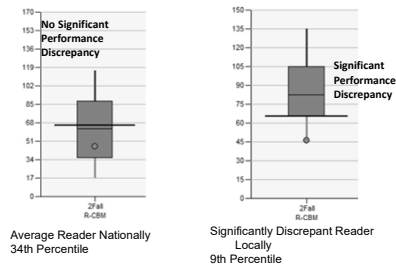 170
153
136
119
102
85
68
51
34
17
0
No Significant
Performance
Discrepancy
2Fall
R-CBM
Average Reader Nationally
34th Percentile
150
135
120
105
90
75
60
45
30
15
0
Significant
Performance
Discrepancy
2Fall
R-CBM
Significantly Discrepant Reader
Locally
9th Percentile